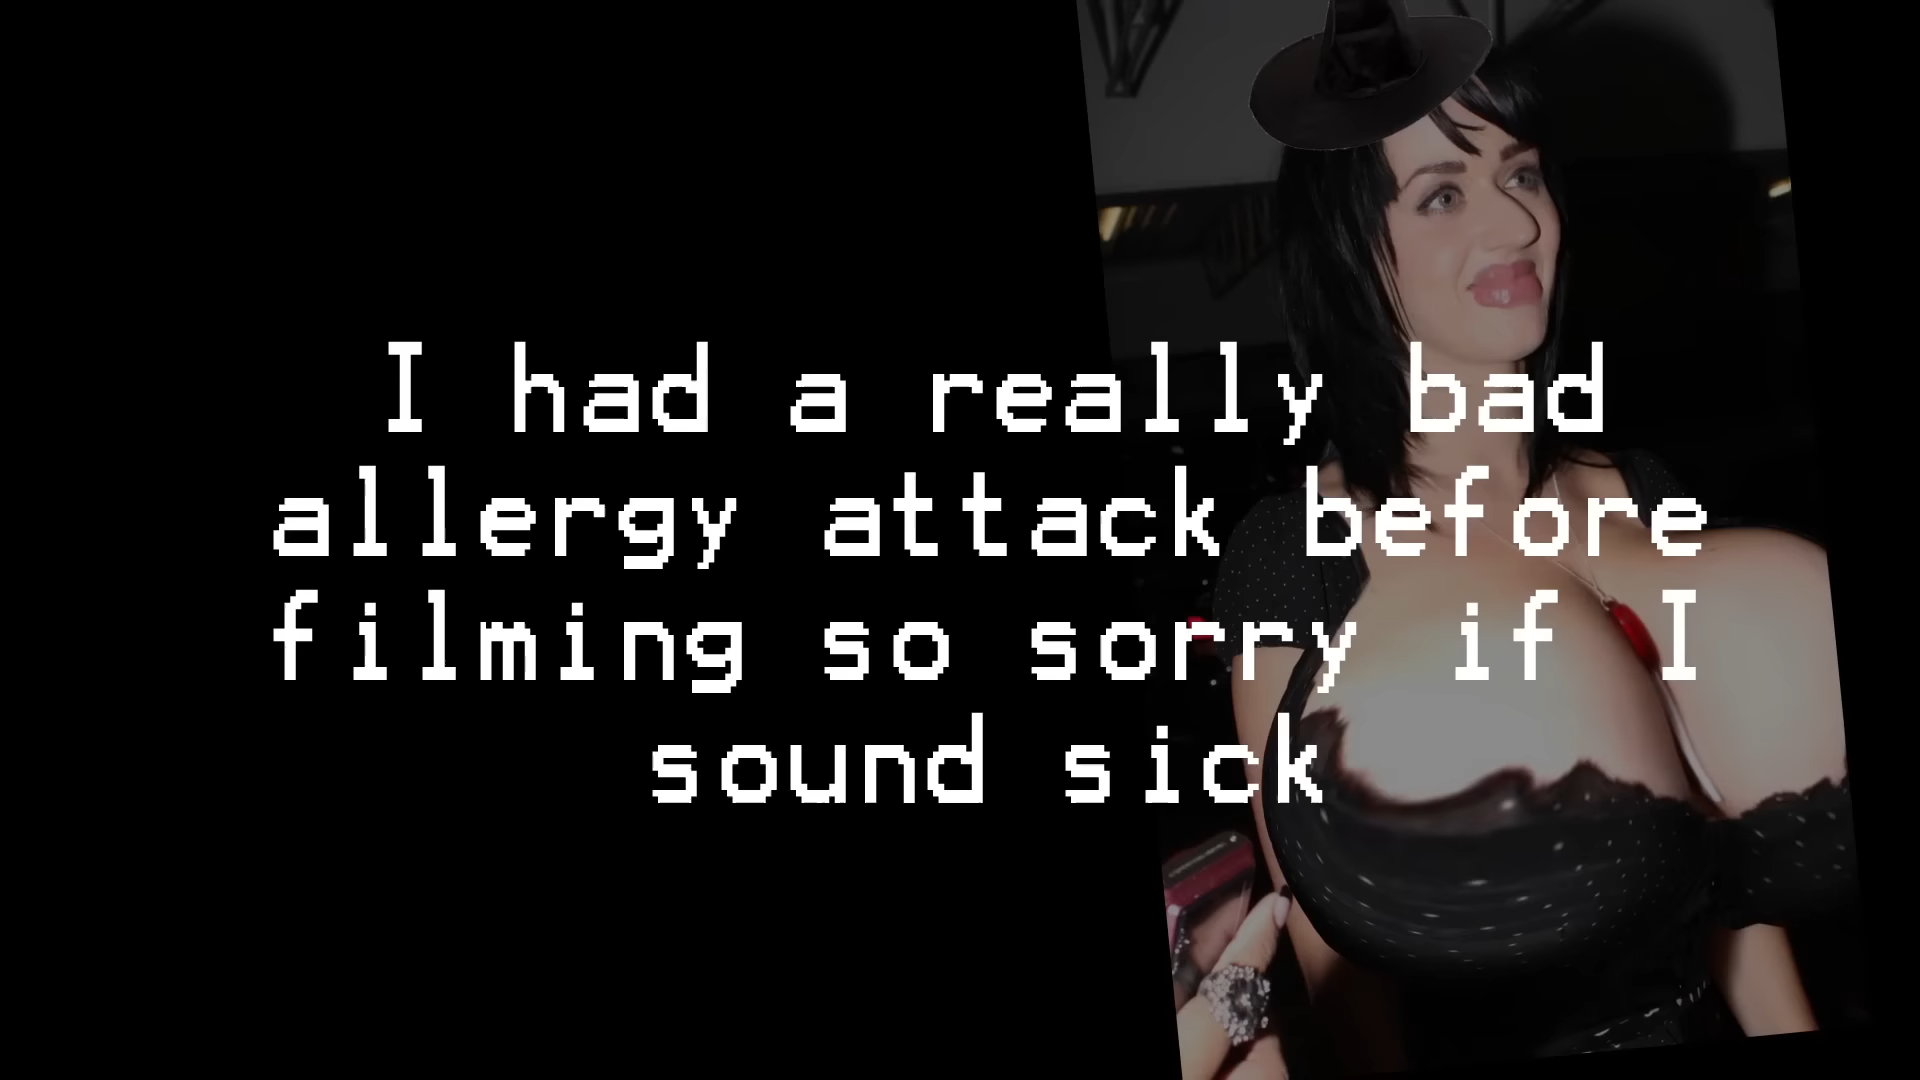 I had a really bad
allergy attack before
filming so sorry if I
sound sick